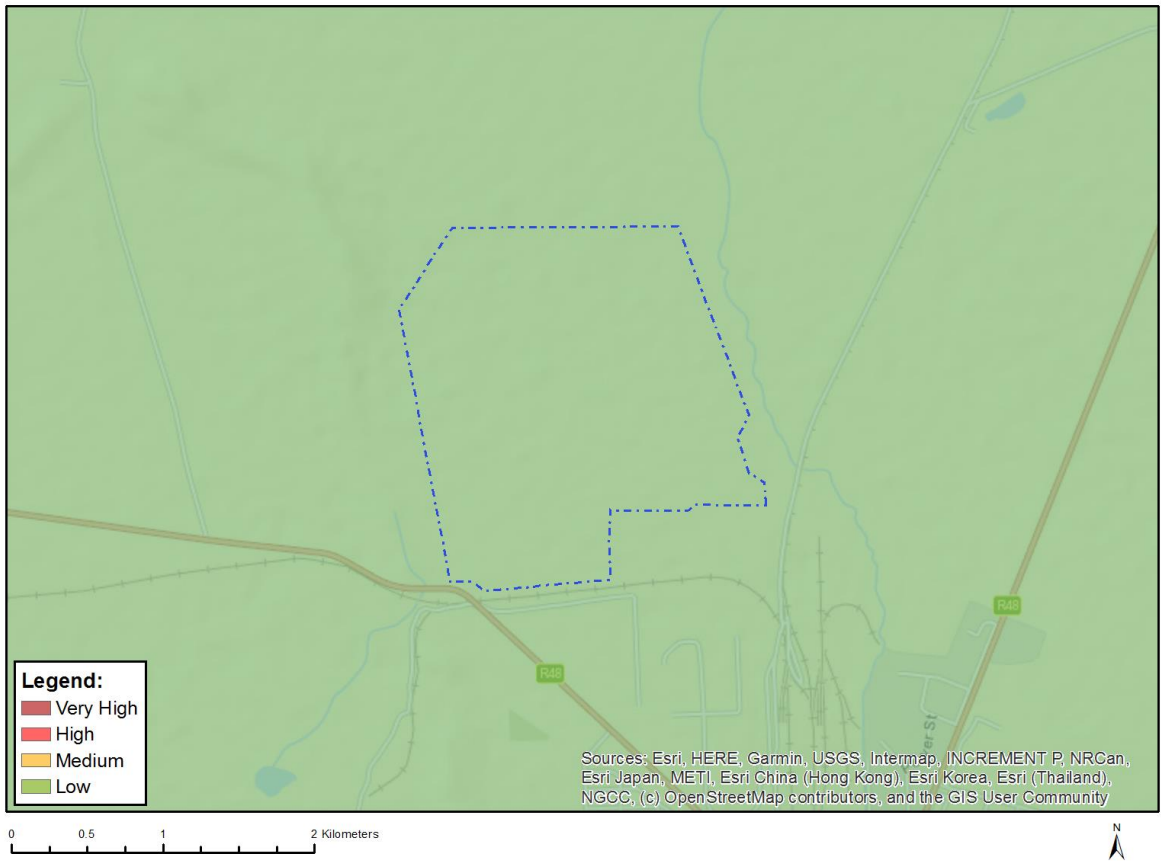 R48
R48
Legend:
Very High
High
Medium
Low
Sources: Esri, HERE, Garmin, USGS, Intermap, INCREMENT P, NRCan,
Esri Japan, METI, Esri China (Hong Kong), Esri Korea, Esri (Thailand),
NGCC, (c) OpenStreetMap contributors, and the GIS User Community
0 0.5 1 2 Kilometers
N